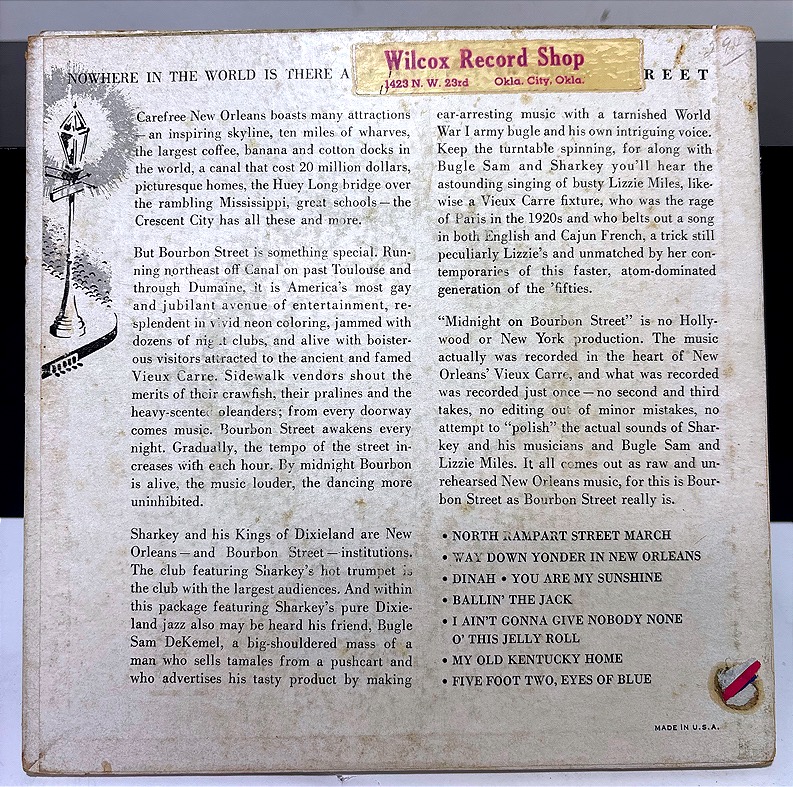 NOWHERE IN THE WORLD IS THERE A
REET
Wilcox Record Shop
1423 N. W. 23rd Okla. City, Okla.
Carefree New Orleans boasts many attractions
— an inspiring skyline, ten miles of wharves,
the largest coffee, banana and cotton docks in
the world, a canal that cost 20 million dollars,
picturesque homes, the Huey Long bridge over
the rambling Mississippi, great schools — the
Crescent City has all these and more.
But Bourbon Street is something special. Run-
ning northeast off Canal on past Toulouse and
through Dumaine, it is America's most gay
and jubilant avenue of entertainment, re-
splendent in vivid neon coloring, jammed with
dozens of night clubs, and alive with boister-
ous visitors attracted to the ancient and famed
Vieux Carre. Sidewalk vendors shout the
merits of their crawfish, their pralines and the
heavy-scented oleanders; from every doorway
comes music. Bourbon Street awakens every
night. Gradually, the tempo of the street in-
creases with each hour. By midnight Bourbon
is alive, the music louder, the dancing more
uninhibited.
Sharkey and his Kings of Dixieland are New
Orleans — and Bourbon Street — institutions.
The club featuring Sharkey's hot trumpet is
the club with the largest audiences. And within
this package featuring Sharkey's pure Dixie-
land jazz also may be heard his friend, Bugle
Sam DeKemel, a big-shouldered mass of a
man who sells tamales from a pushcart and
who advertises his tasty product by making
ear-arresting music with a tarnished World
War I army bugle and his own intriguing voice.
Keep the turntable spinning, for along with
Bugle Sam and Sharkey you'll hear the
astounding singing of busty Lizzie Miles, like-
wise a Vieux Carre fixture, who was the rage
of Paris in the 1920s and who belts out a song
in both English and Cajun French, a trick still
peculiarly Lizzie's and unmatched by her con-
temporaries of this faster, atom-dominated
generation of the 'fifties.
"Midnight on Bourbon Street" is no Holly-
wood or New York production. The music
actually was recorded in the heart of New
Orleans' Vieux Carre, and what was recorded
was recorded just once — no second and third
takes, no editing out of minor mistakes, no
attempt to "polish" the actual sounds of Shar-
key and his musicians and Bugle Sam and
Lizzie Miles. It all comes out as raw and un-
rehearsed New Orleans music, for this is Bour-
bon Street as Bourbon Street really is.
• NORTH RAMPART STREET MARCH
• WAY DOWN YONDER IN NEW ORLEANS
• DINAH • YOU ARE MY SUNSHINE
• BALLIN' THE JACK
• I AIN'T GONNA GIVE NOBODY NONE
O' THIS JELLY ROLL
• MY OLD KENTUCKY HOME
• FIVE FOOT TWO, EYES OF BLUE
MADE IN U.S.A.